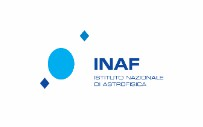 INAF
ISTITUTO NAZIONALE
DI ASTROFISICA